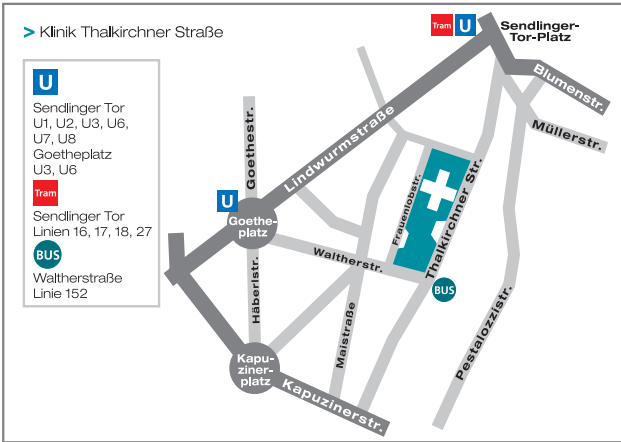 > Klinik Thalkirchner Straße
U
Sendlinger Tor
U1, U2, U3, U6,
U7, U8
Goetheplatz
U3, U6
Tram
Sendlinger Tor
Linien 16, 17, 18, 27
BUS
Waltherstraße
Linie 152
Tram
U
Sendlinger-
Tor-Platz
Blumenstr.
Müllerstr.
Lindwurmstraße
Goethestr.
U
Goethe-
platz
Frauenlobstr.
Thalkirchner Str.
Waltherstr.
BUS
Häberlstr.
Maistraße
Pestalozzistr.
Kapu-
ziner-
platz
Kapuzinerstr.